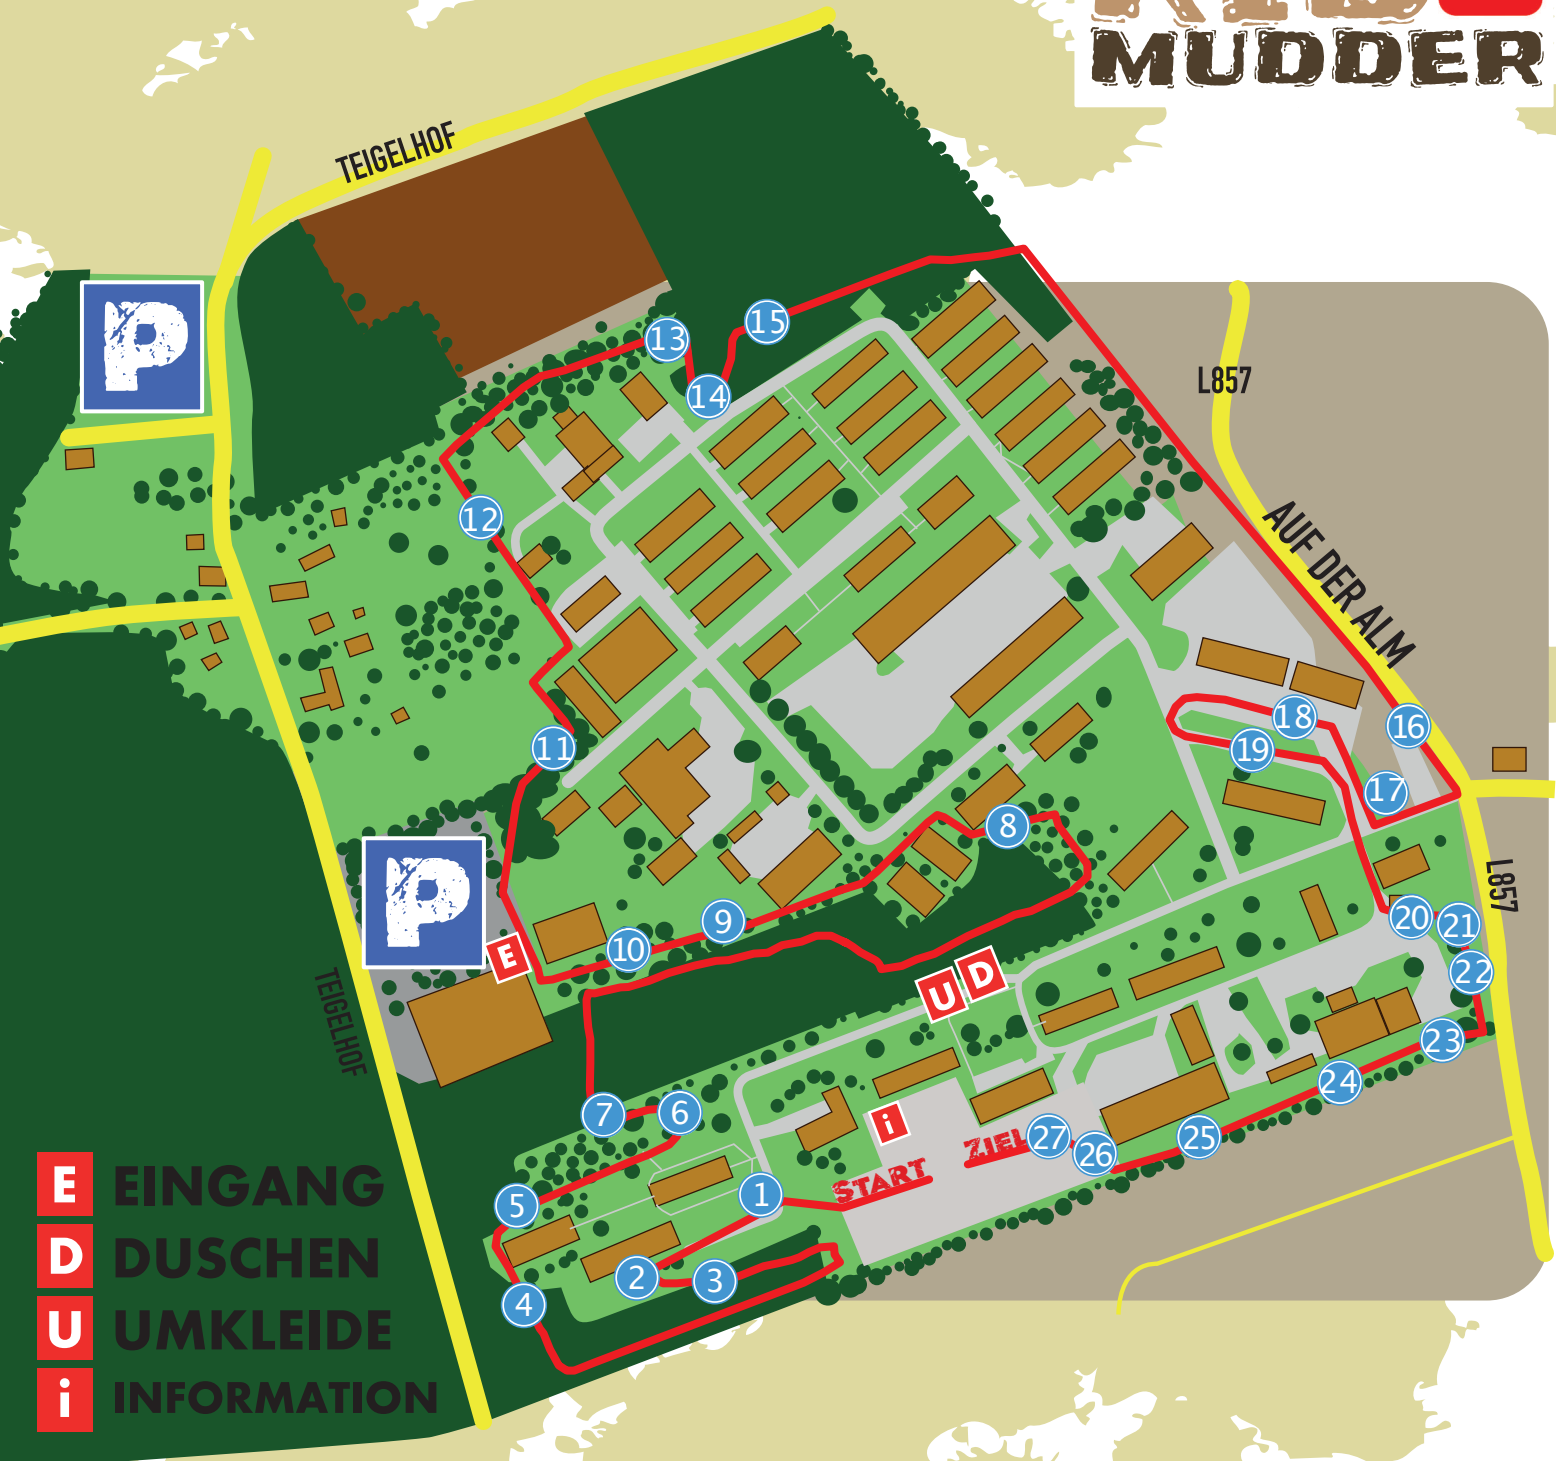 MUDDER
TEIGELHOF
P
L857
AUF DER ALM
13
15
14
12
16
18
19
17
11
8
P
L857
9
10
E
20
21
22
U
D
TEIGELHOF
23
24
7
6
i
ZIEL
27
26
25
START
5
1
2
3
4
E EINGANG
D DUSCHEN
U UMKLEIDE
i INFORMATION